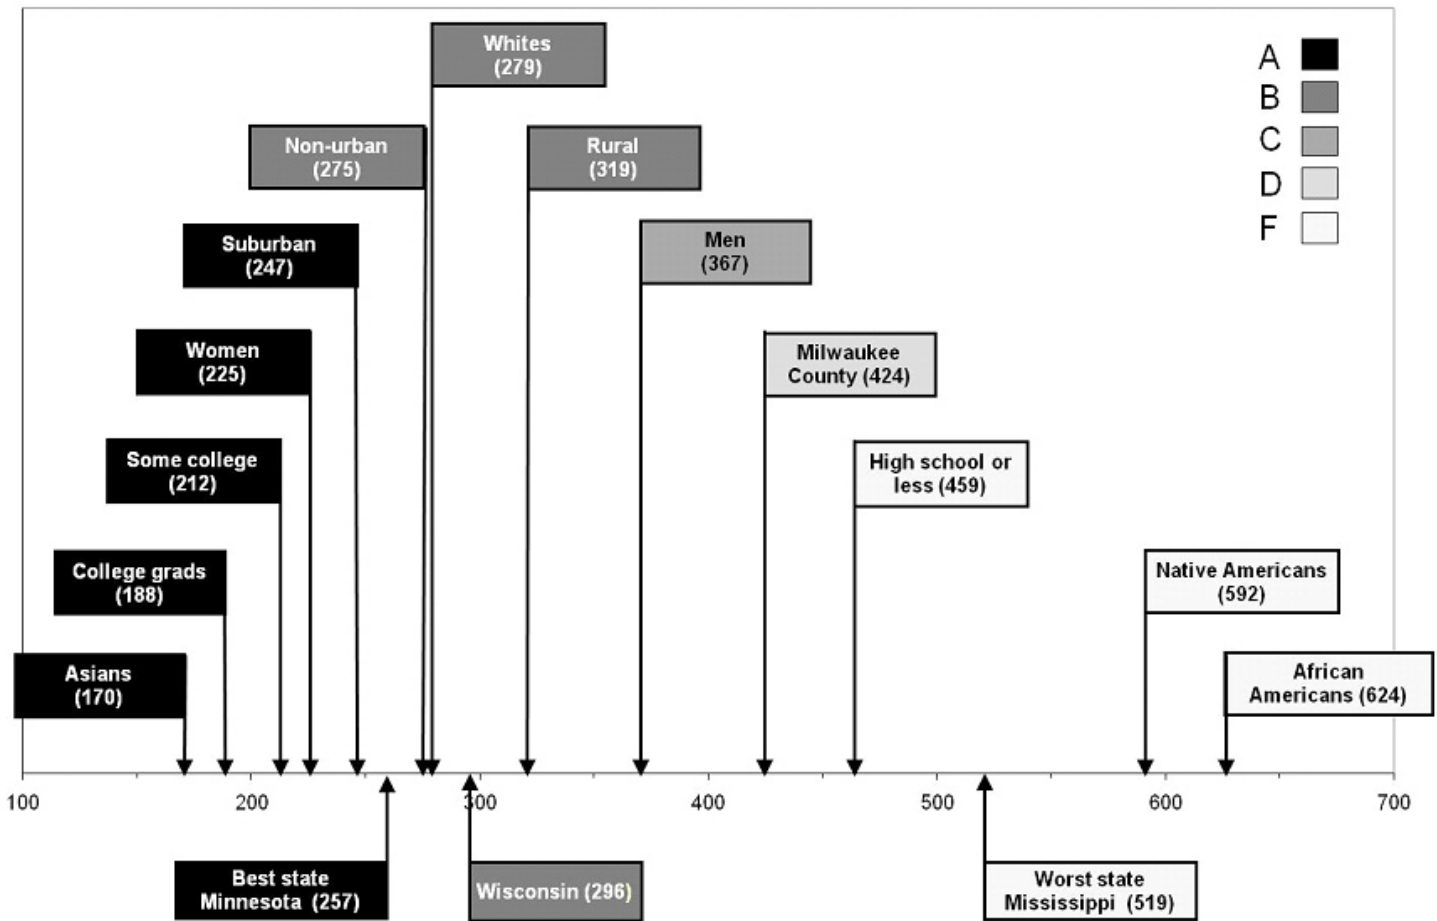 Whites
(279)
A
B
C
D
F
Non-urban
(275)
Rural
(319)
Suburban
(247)
Men
(367)
Women
(225)
Milwaukee
County (424)
Some college
(212)
High school or
less (459)
College grads
(188)
Native Americans
(592)
Asians
(170)
African
Americans (624)
100
200
300
400
500
600
700
Best state
Minnesota (257)
Wisconsin (296)
Worst state
Mississippi (519)